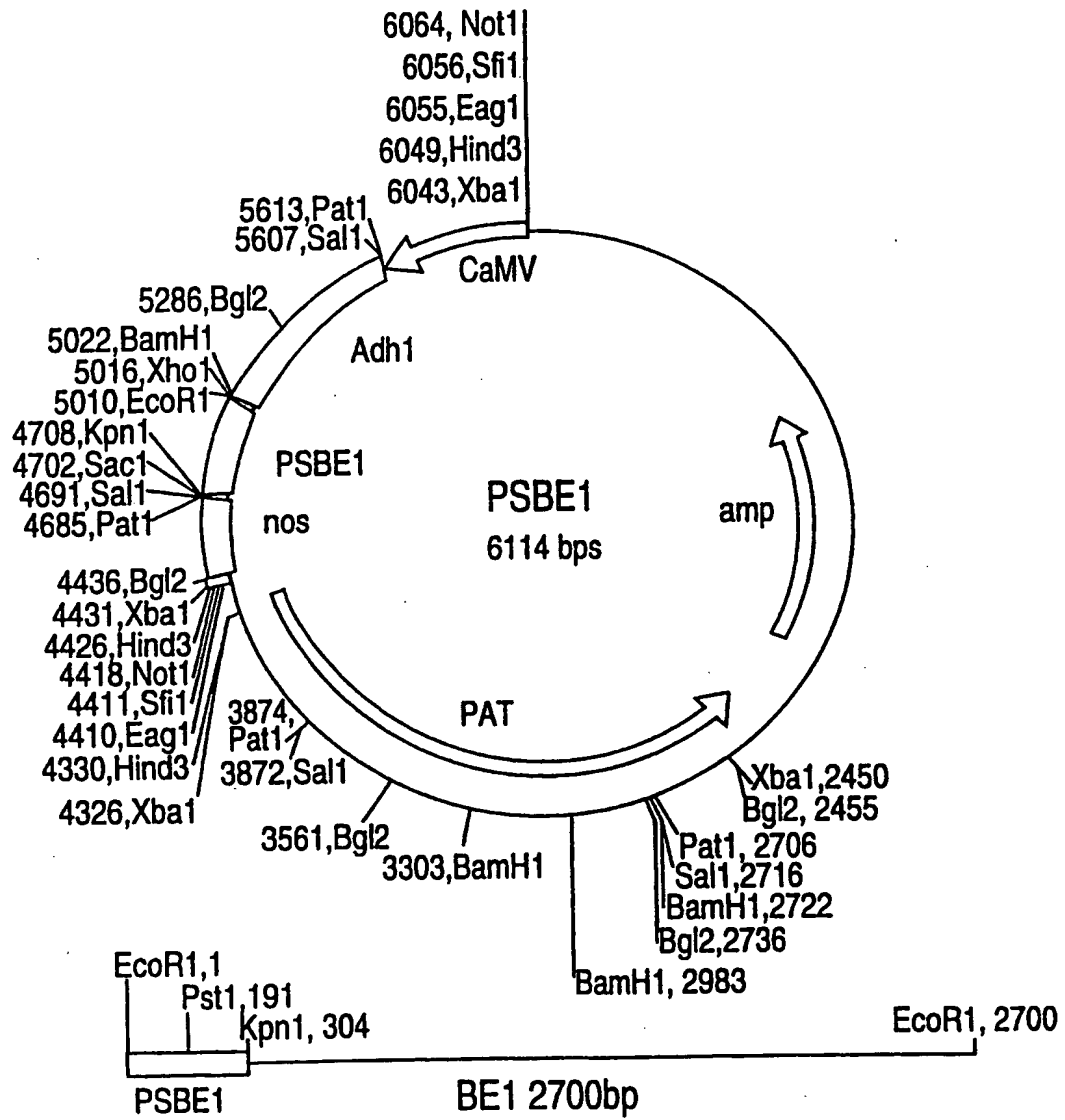 6064, Not1
6056,Sfi1
6055,Eag1
6049,Hind3
6043,Xba1
5613,Pat1
5607,Sal1
CaMV
5286,Bgl2
5022,BamH1
5016,Xho1
5010,EcoR1
Adh1
4708,Kpn1
4702,Sac1
4691,Sal1
4685,Pat1
PSBE1
nos
PSBE1
6114 bps
amp
4436,Bgl2
4431,Xba1
4426,Hind3
4418,Not1
4411,Sfi1
4410,Eag1
4330,Hind3
4326,Xba1
3874,
Pat1
3872,Sal1
PAT
3561,Bgl2
3303,BamH1
Xba1,2450
Bgl2, 2455
Pat1, 2706
Sal1,2716
BamH1,2722
Bgl2,2736
BamH1, 2983
EcoR1,1
Pst1,191
Kpn1, 304
EcoR1, 2700
PSBE1
BE1 2700bp